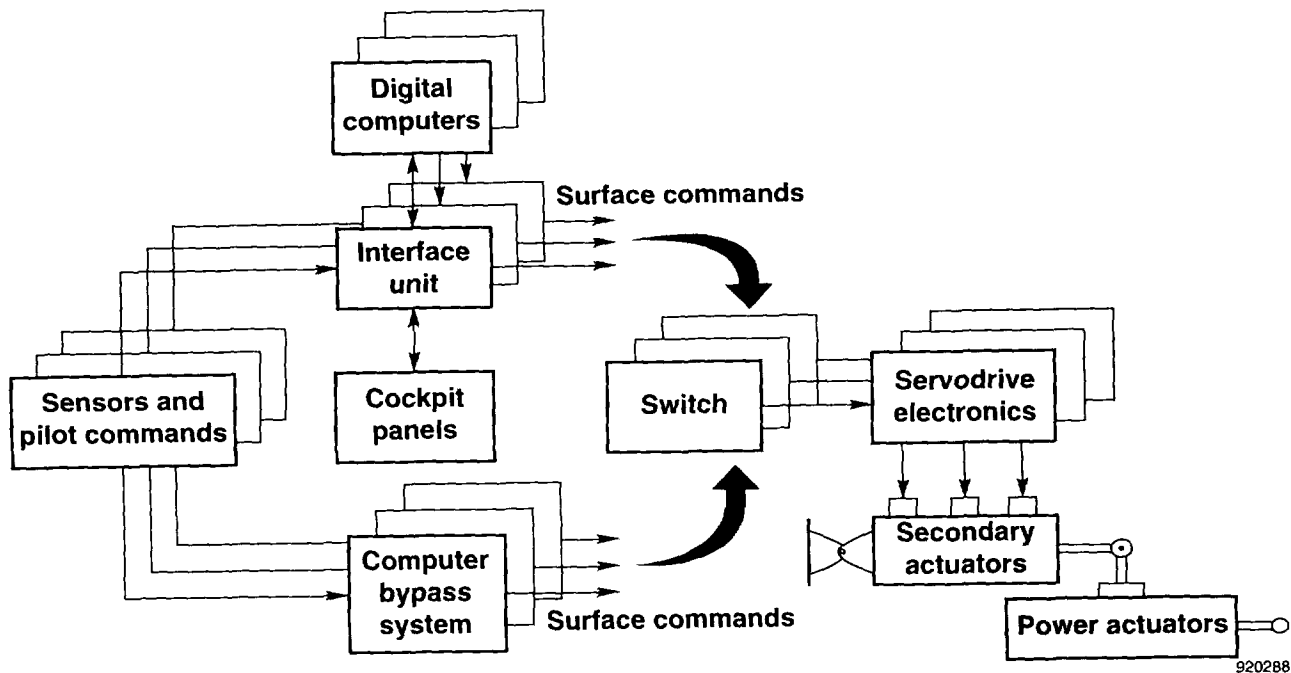 Digital
computers
Surface commands
Interface
unit
Sensors and
pilot commands
Cockpit
panels
Switch
Servodrive
electronics
Computer
bypass
system
Surface commands
Secondary
actuators
Power actuators
920288